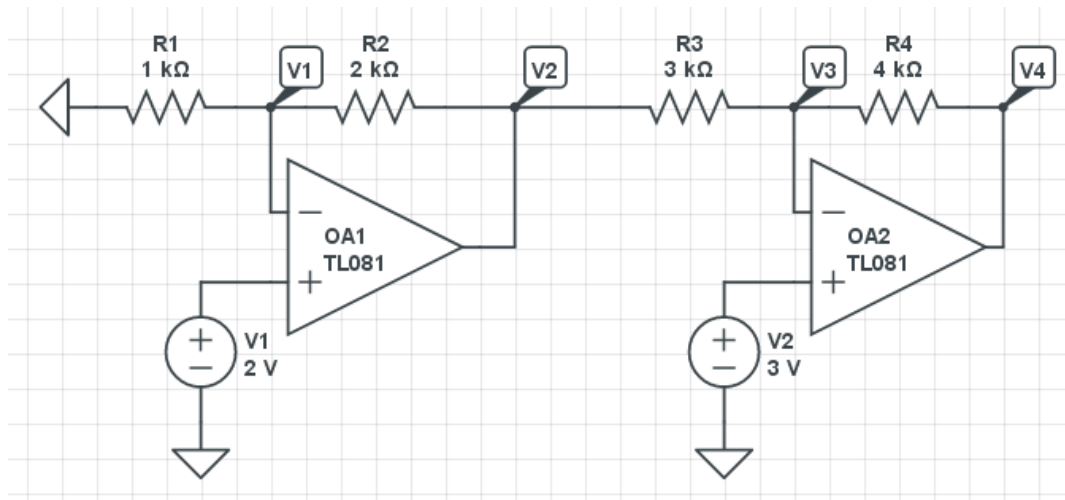 R1
1 kΩ
V1
R2
2 kΩ
V2
R3
3 kΩ
V3
R4
4 kΩ
V4
−
OA1
TL081
+
−
OA2
TL081
+
+
−
V1
2 V
+
−
V2
3 V